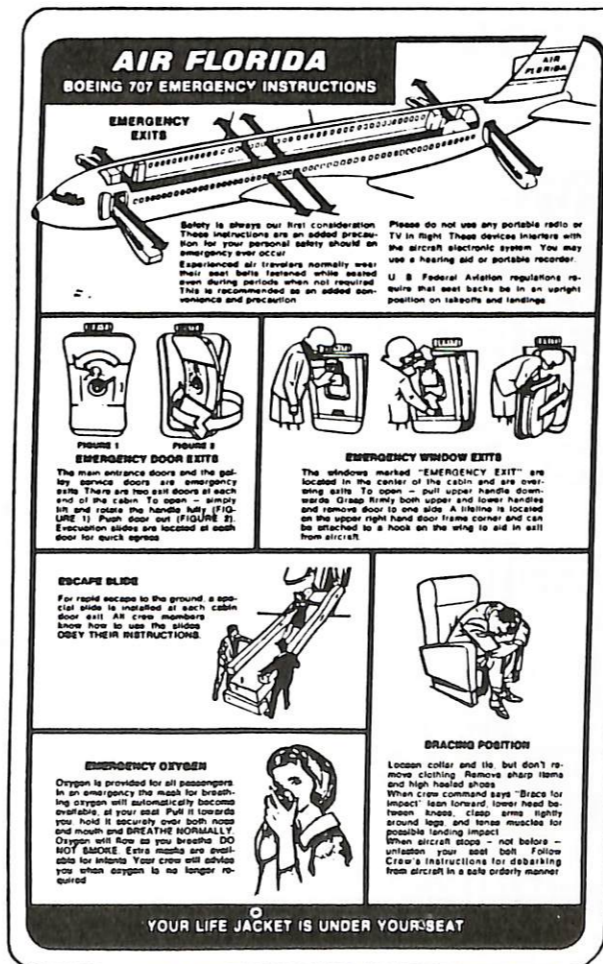 AIR FLORIDA
BOEING 707 EMERGENCY INSTRUCTIONS
AIR
FLORIDA
EMERGENCY
EXITS
Safety is always our first consideration
These instructions are an added precau-
tion for your personal safety should an
emergency ever occur
Experienced air travelers normally wear
their seat belts fastened while seated
even during periods when not required
This is recommended as an added con-
venience and precaution
Please do not use any portable radio or
TV in flight These devices interfere with
the aircraft electronic system You may
use a hearing aid or portable recorder.
U S Federal Aviation regulations re-
quire that seat backs be in an upright
position on takeoffs and landings
FIGURE 1
FIGURE 2
EMERGENCY DOOR EXITS
The main entrance doors and the gal-
ley service doors are emergency
exits There are two exit doors at each
end of the cabin To open - simply
lift and rotate the handle fully (FIG-
URE 1) Push door out (FIGURE 2).
Evacuation slides are located at each
door for quick egress
EMERGENCY WINDOW EXITS
The windows marked "EMERGENCY EXIT" are
located in the center of the cabin and are over-
wing exits To open - pull upper handle down-
wards Grasp firmly both upper and lower handles
and remove door to one side A lifeline is located
on the upper right hand door frame corner and can
be attached to a hook on the wing to aid in exit
from aircraft
ESCAPE SLIDE
For rapid escape to the ground, a spe-
cial slide is installed at each cabin
door exit All crew members
know how to use the slides
OBEY THEIR INSTRUCTIONS.
EMERGENCY OXYGEN
Oxygen is provided for all passengers.
In an emergency the mask for breath-
ing oxygen will automatically become
available, at your seat Pull it towards
you, hold it securely over both nose
and mouth and BREATHE NORMALLY.
Oxygen will flow as you breathe DO
NOT SMOKE. Extra masks are avail-
able for infants Your crew will advise
you when oxygen is no longer re-
quired
BRACING POSITION
Loosen collar and tie, but don't re-
move clothing Remove sharp items
and high heeled shoes
When crew command says "Brace for
Impact" lean forward, lower head be-
tween knees, clasp arms tightly
around legs, and tense muscles for
possible landing impact
When aircraft stops - not before -
unfasten your seat belt Follow
Crew's instructions for debarking
from aircraft in a safe orderly manner
YOUR LIFE JACKET IS UNDER YOUR SEAT